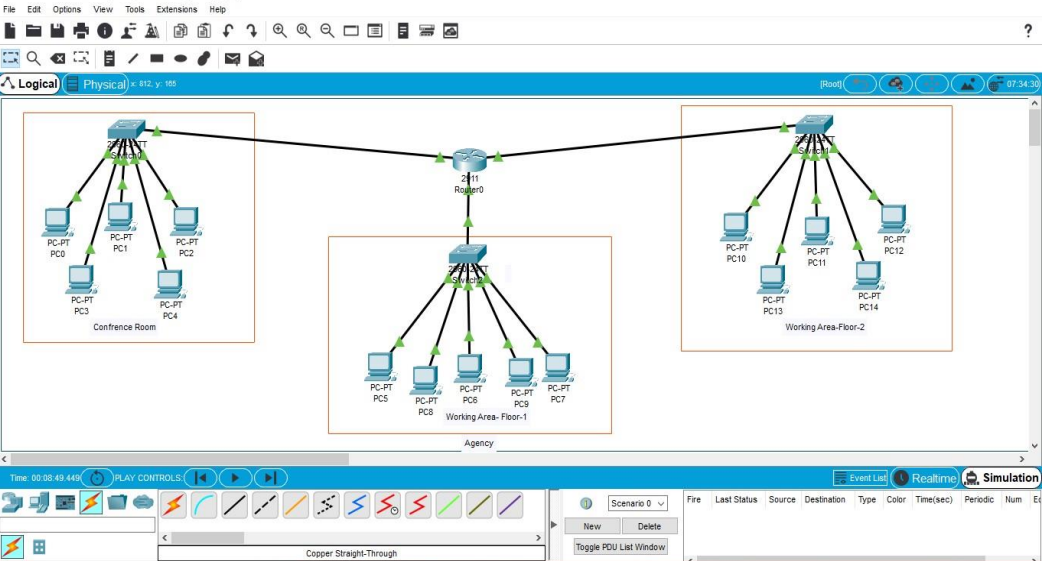 File Edit Options View Tools Extensions Help
?
Logical Physical x: 812, y: 165 [Root] 07:34:30
2911
Router0
Switch0
Switch1
PC-PT
PC0
PC-PT
PC1
PC-PT
PC2
PC-PT
PC3
PC-PT
PC4
Confrence Room
PC-PT
PC10
PC-PT
PC11
PC-PT
PC12
PC-PT
PC13
PC-PT
PC14
Working Area-Floor-2
Switch2
PC-PT
PC5
PC-PT
PC8
PC-PT
PC6
PC-PT
PC9
PC-PT
PC7
Working Area- Floor-1
Agency
Time: 00:08:49.449 PLAY CONTROLS: Event List Realtime Simulation
Scenario 0
Fire Last Status Source Destination Type Color Time(sec) Periodic Num
New Delete
Toggle PDU List Window
Copper Straight-Through